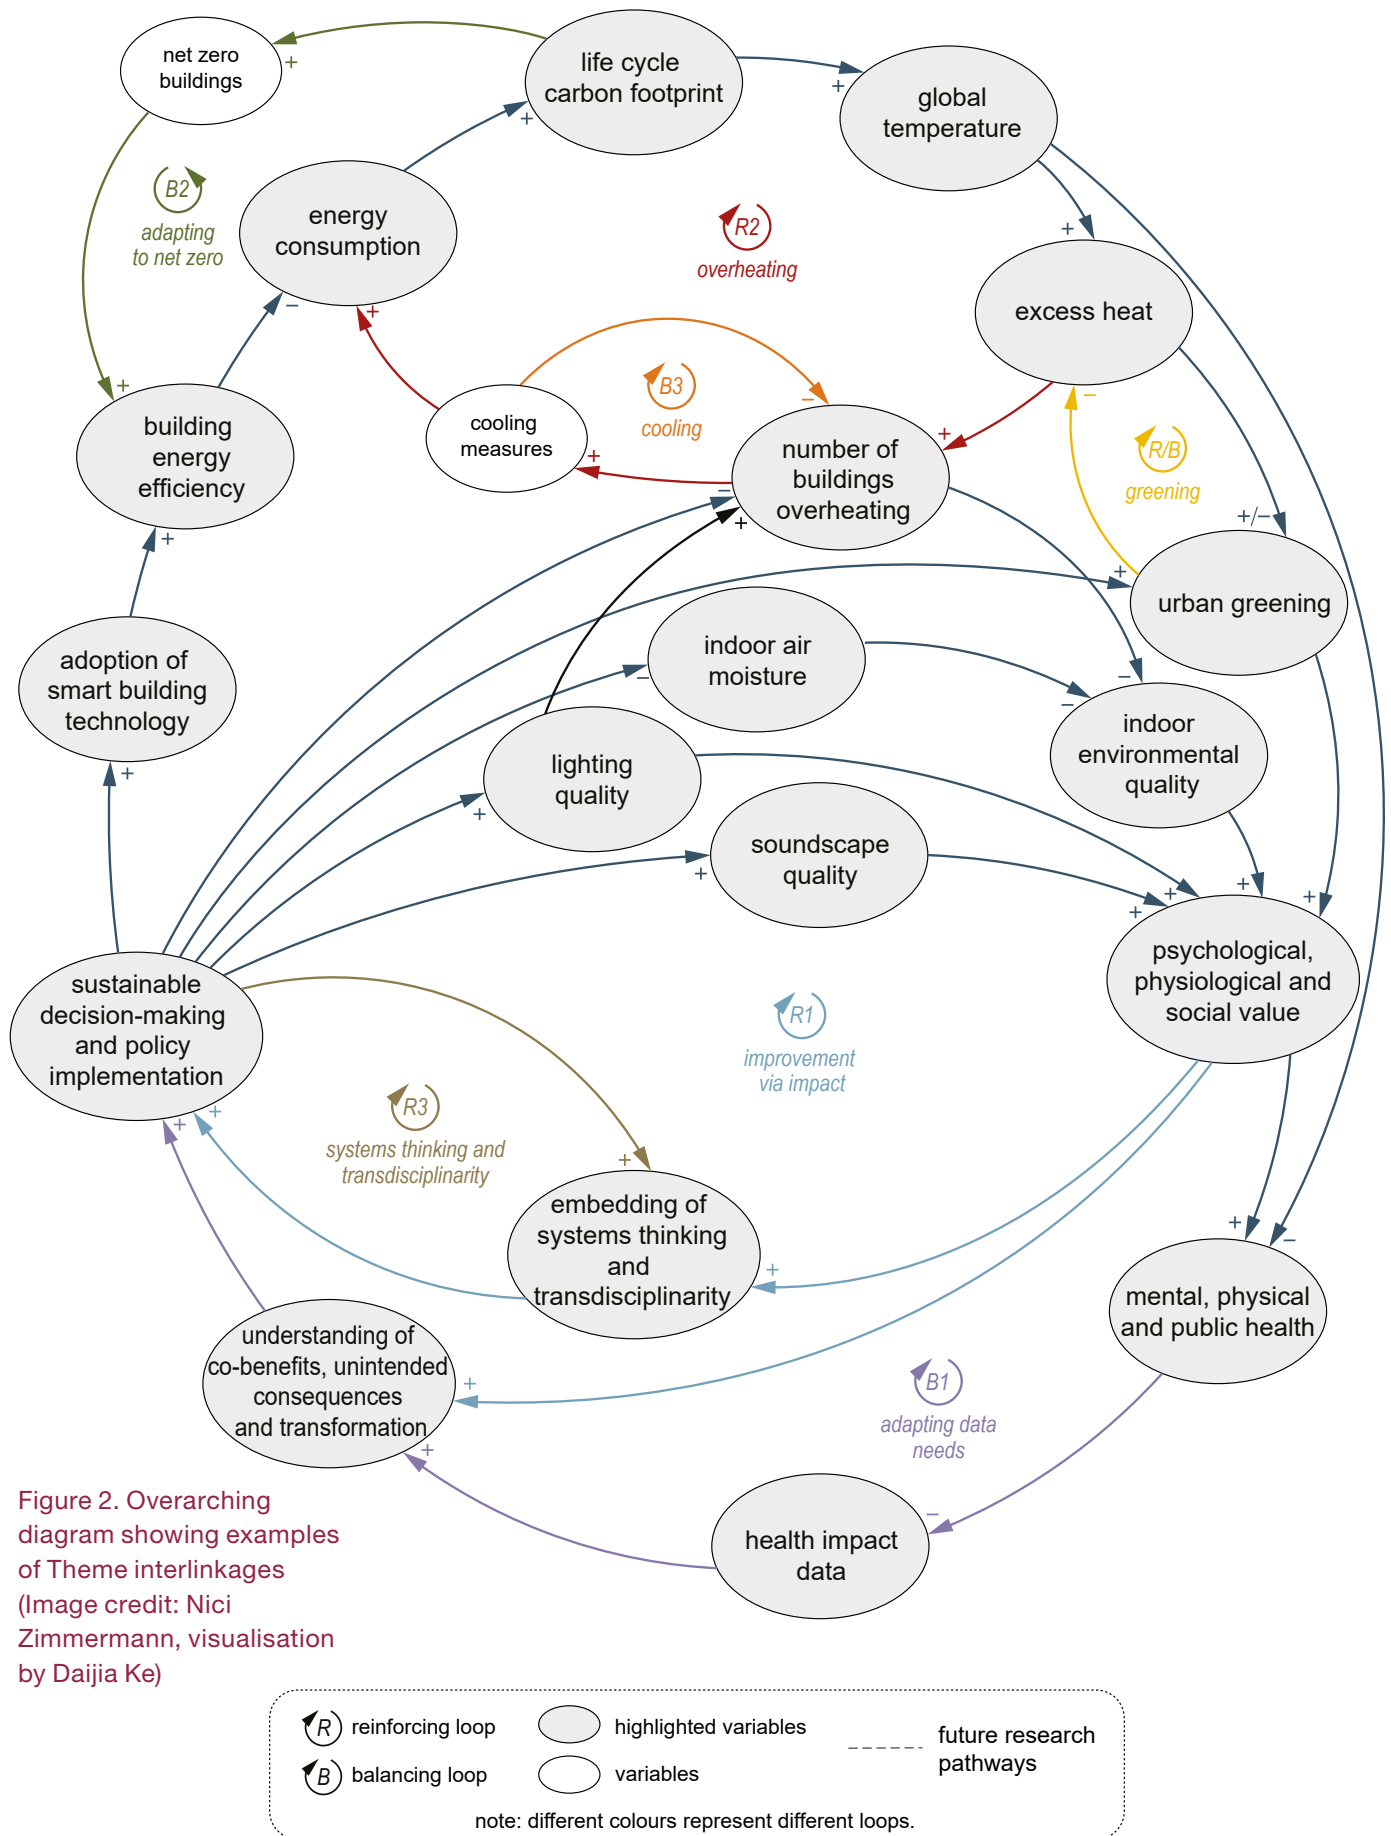 net zero
buildings
+
life cycle
carbon footprint
+
+
global
temperature
B2
adapting
to net zero
energy
consumption
R2
overheating
+
excess heat
−
+
+
building
energy
efficiency
cooling
measures
B3
cooling
−
+
−
+
number of
buildings
overheating
−
R/B
greening
+
+/−
+
+
urban greening
adoption of
smart building
technology
+
indoor air
moisture
−
−
−
indoor
environmental
quality
lighting
quality
+
soundscape
quality
+
+
+
+
+
psychological,
physiological and
social value
sustainable
decision-making
and policy
implementation
+
+
R1
improvement
via impact
R3
systems thinking and
transdisciplinarity
+
embedding of
systems thinking
and
transdisciplinarity
+
+
−
mental, physical
and public health
understanding of
co-benefits, unintended
consequences
and transformation
+
+
B1
adapting data
needs
−
health impact
data
Figure 2. Overarching
diagram showing examples
of Theme interlinkages
(Image credit: Nici
Zimmermann, visualisation
by Daijia Ke)
R reinforcing loop
B balancing loop
highlighted variables
variables
future research
pathways
note: different colours represent different loops.